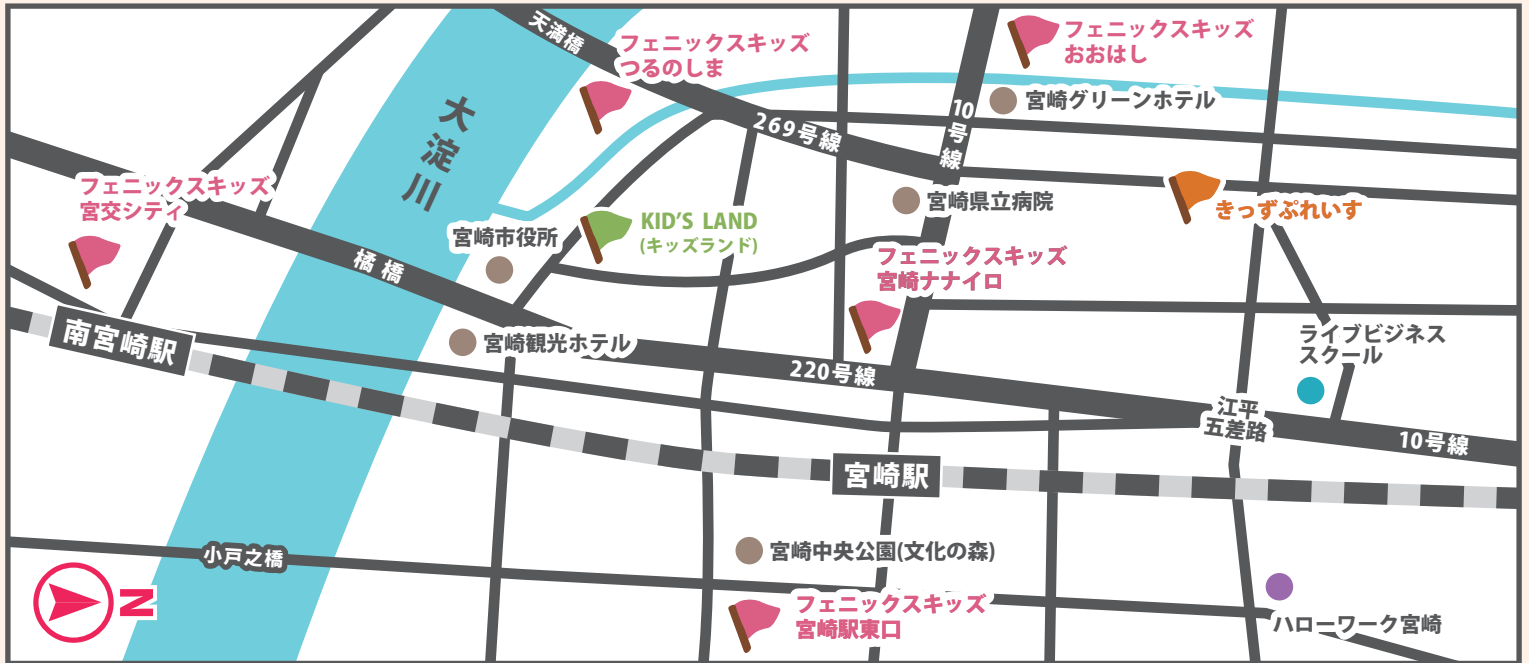 天満橋
フェニックスキッズ
つるのしま
フェニックスキッズ
おおはし
宮崎グリーンホテル
10号線
269号線
大淀川
フェニックスキッズ
宮交シティ
宮崎県立病院
きっずぷれいす
KID'S LAND
(キッズランド)
宮崎市役所
橘橋
フェニックスキッズ
宮崎ナナイロ
南宮崎駅
宮崎観光ホテル
ライブビジネス
スクール
220号線
江平
五差路
10号線
宮崎駅
小戸之橋
宮崎中央公園(文化の森)
フェニックスキッズ
宮崎駅東口
N
ハローワーク宮崎